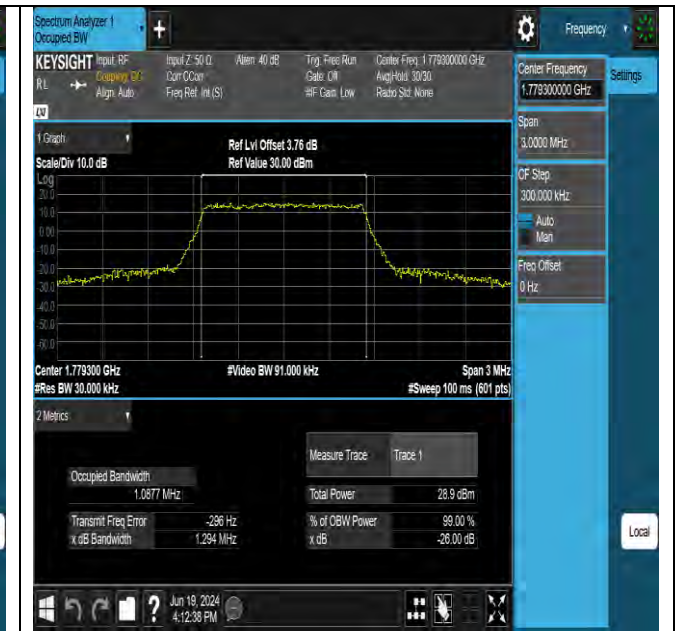 Spectrum Analyzer 1
Occupied BW
+
Frequency
KEYSIGHT Input: RF
RL
Coupling: DC
Align: Auto
Input Z: 50 Ω
Corr CCorr
Freq Ref: Int (S)
Atten: 40 dB
Trig: Free Run
Gate: Off
#IF Gain: Low
Center Freq: 1.779300000 GHz
Avg|Hold: 30/30
Radio Std: None
LXI
Center Frequency
1.779300000 GHz
Settings
Span
3.0000 MHz
CF Step
300.000 kHz
Auto
Man
Freq Offset
0 Hz
1 Graph
Scale/Div 10.0 dB
Ref Lvl Offset 3.76 dB
Ref Value 30.00 dBm
Log
20.0
10.0
0.00
-10.0
-20.0
-30.0
-40.0
-50.0
-60.0
Center 1.779300 GHz
#Video BW 91.000 kHz
Span 3 MHz
#Res BW 30.000 kHz
#Sweep 100 ms (601 pts)
2 Metrics
Measure Trace
Trace 1
Occupied Bandwidth
1.0877 MHz
Total Power
28.9 dBm
Transmit Freq Error
-296 Hz
% of OBW Power
99.00 %
x dB Bandwidth
1.294 MHz
x dB
-26.00 dB
Local
?
Jun 19, 2024
4:12:38 PM